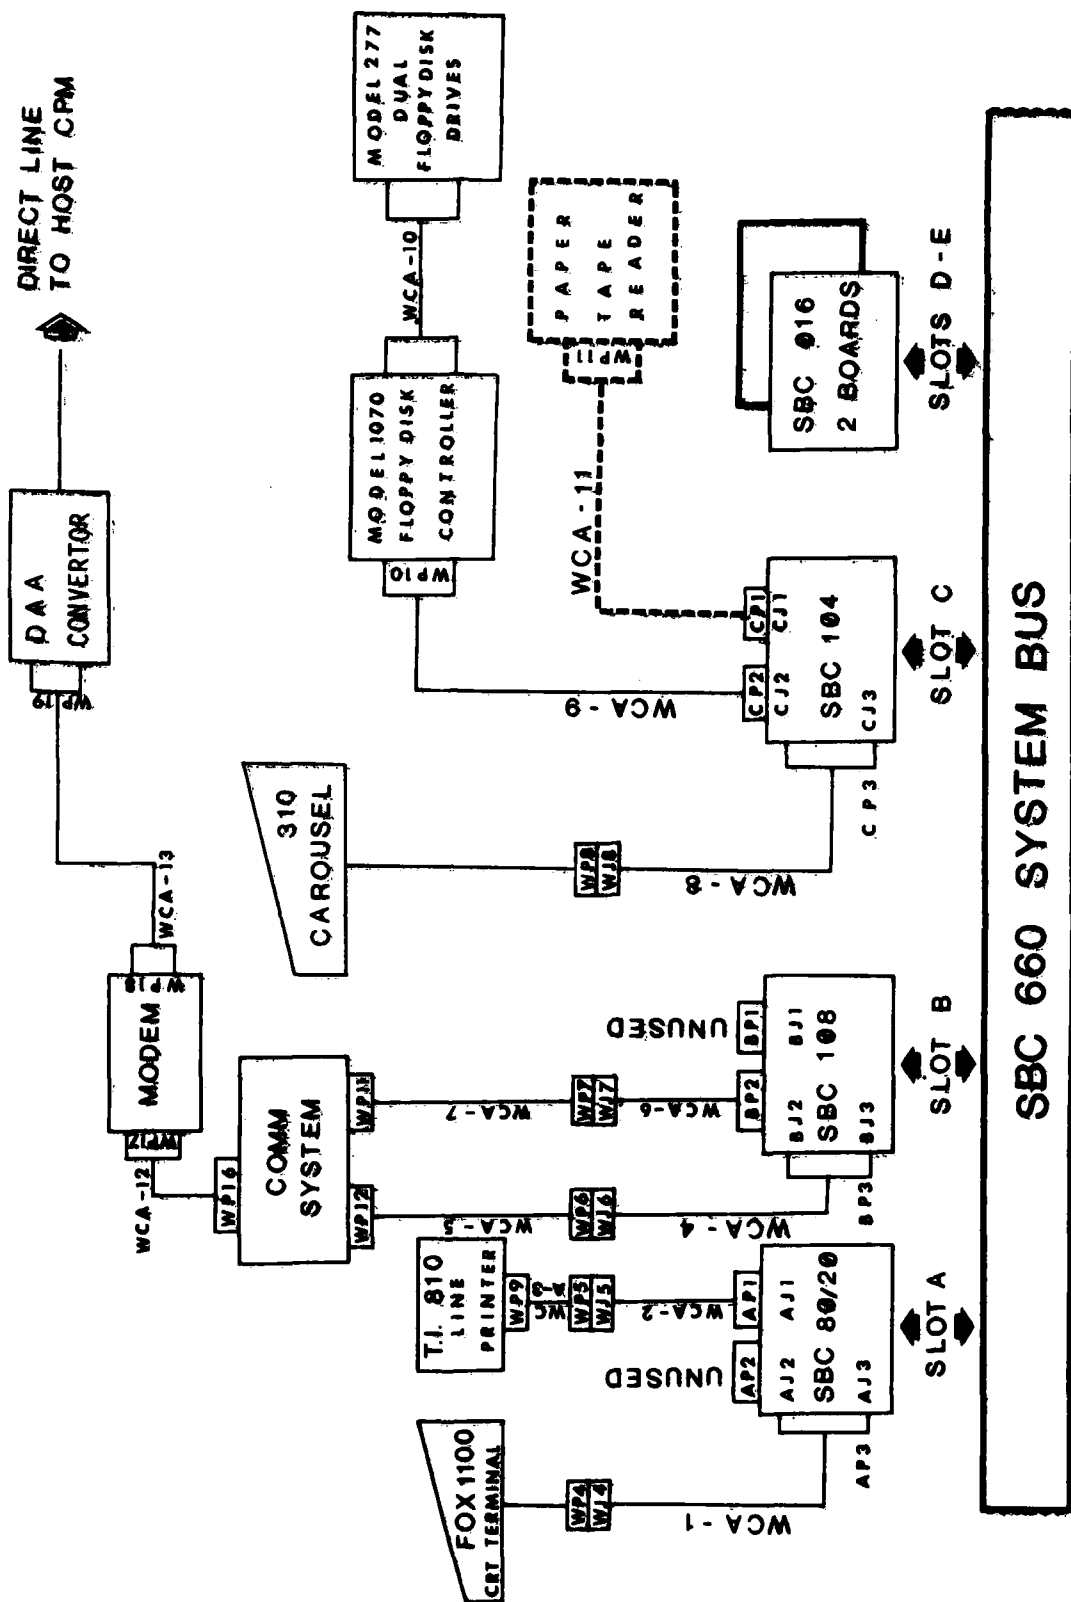 DIRECT LINE
TO HOST CPM
DAA
CONVERTOR
WP19
WCA-13
WP18
MODEM
WP17
WCA-12
WP16
COMM
SYSTEM
WP12
WP11
MODEL 277
DUAL
FLOPPY DISK
DRIVES
WCA-10
MODEL 1070
FLOPPY DISK
CONTROLLER
WP10
WCA-9
PAPER
TAPE
READER
WP11
WCA-11
310
CAROUSEL
WP8
WJ8
WCA-8
T.I. 810
LINE
PRINTER
WP9
WP5
WJ5
WCA-2
FOX 1100
CRT TERMINAL
WP4
WJ4
WCA-1
WCA-5
WP6
WJ6
WCA-4
WCA-7
WP7
WJ7
WCA-6
UNUSED
AP2
AP1
AJ2
AJ1
SBC 80/20
AJ3
AP3
UNUSED
BP2
BP1
BJ2
BJ1
SBC 108
BJ3
BP3
CP2
CP1
CJ2
CJ1
SBC 104
CJ3
CP3
SBC 016
2 BOARDS
SLOT A
SLOT B
SLOT C
SLOTS D-E
SBC 660 SYSTEM BUS